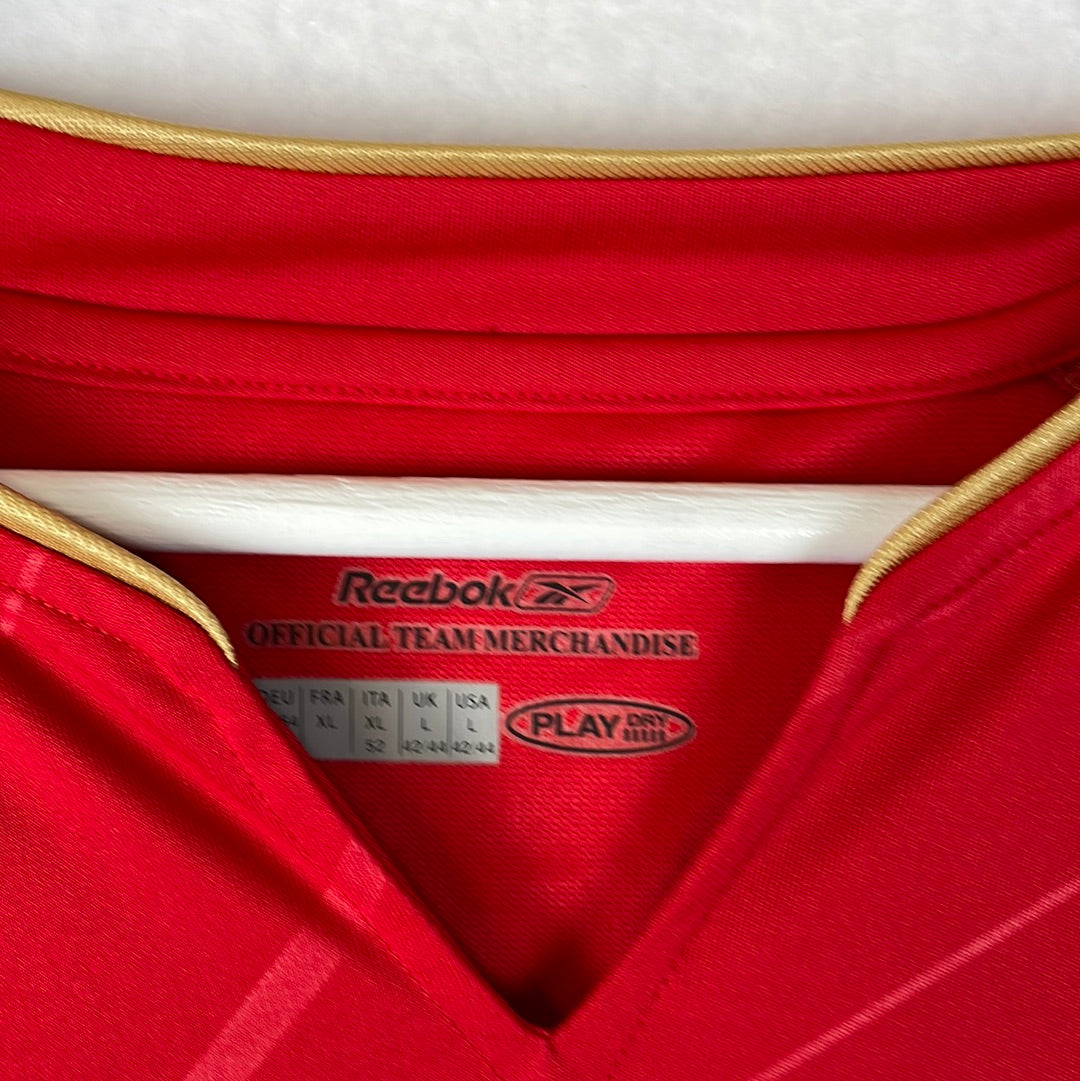 Reebok
OFFICIAL TEAM MERCHANDISE
FRA ITA UK USA
XL XL L L
52 42/44 42/44
PLAY DRY